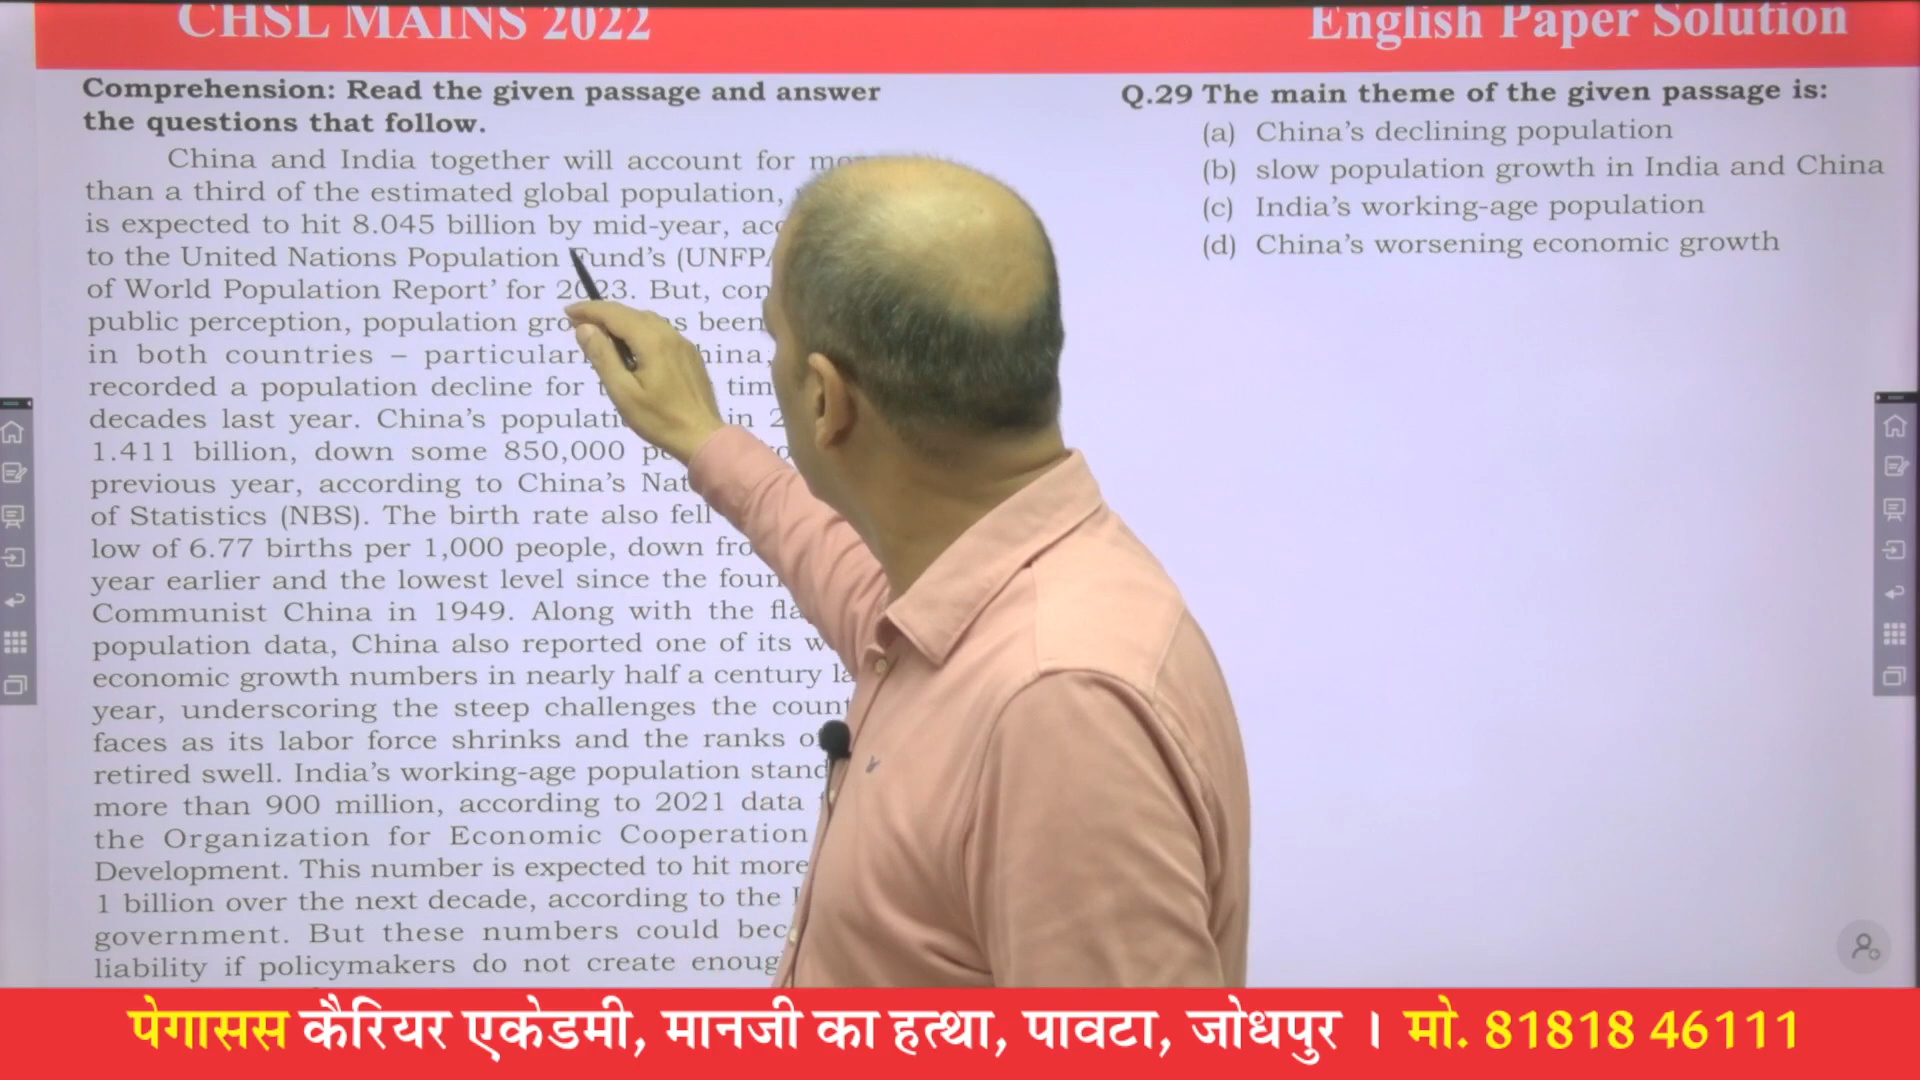 CHSL MAINS 2022
English Paper Solution
Comprehension: Read the given passage and answer
the questions that follow.
China and India together will account for
than a third of the estimated global population,
is expected to hit 8.045 billion by mid-year,
to the United Nations Population Fund's
of World Population Report' for 2023. But,
public perception, population been
in both countries –
recorded a population decline for
decades last year. China's in
1.411 billion, down some 850,000
previous year, according to China's
of Statistics (NBS). The birth rate also fell
low of 6.77 births per 1,000 people, down
year earlier and the lowest level since the
Communist China in 1949. Along with the
population data, China also reported one of its
economic growth numbers in nearly half a century
year, underscoring the steep challenges the
faces as its labor force shrinks and the ranks
retired swell. India's working-age population
more than 900 million, according to 2021 data
the Organization for Economic Cooperation
Development. This number is expected to hit more
1 billion over the next decade, according to the
government. But these numbers could
liability if policymakers do not create
Q.29 The main theme of the given passage is:
(a) China's declining population
(b) slow population growth in India and China
(c) India's working-age population
(d) China's worsening economic growth
पेगासस कैरियर एकेडमी, मानजी का हत्था, पावटा, जोधपुर । मो. 81818 46111